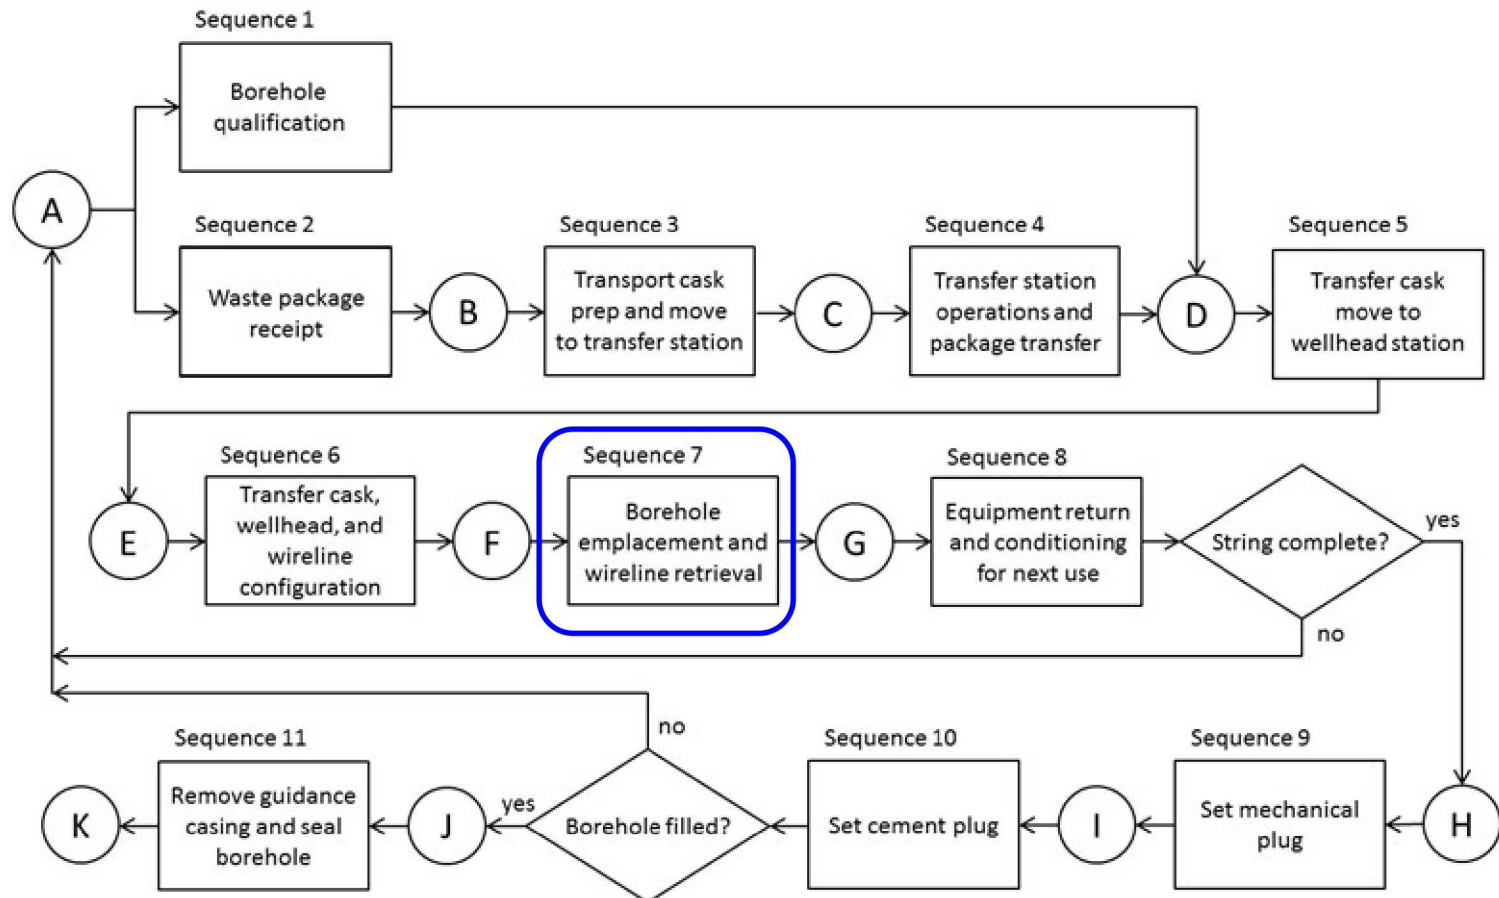 Sequence 1
Borehole
qualification
A
Sequence 2
Waste package
receipt
B
Sequence 3
Transport cask
prep and move
to transfer station
C
Sequence 4
Transfer station
operations and
package transfer
D
Sequence 5
Transfer cask
move to
wellhead station
E
Sequence 6
Transfer cask,
wellhead, and
wireline
configuration
F
Sequence 7
Borehole
emplacement and
wireline retrieval
G
Sequence 8
Equipment return
and conditioning
for next use
String complete?
yes
no
H
Sequence 9
Set mechanical
plug
I
Sequence 10
Set cement plug
Borehole filled?
no
yes
J
Sequence 11
Remove guidance
casing and seal
borehole
K